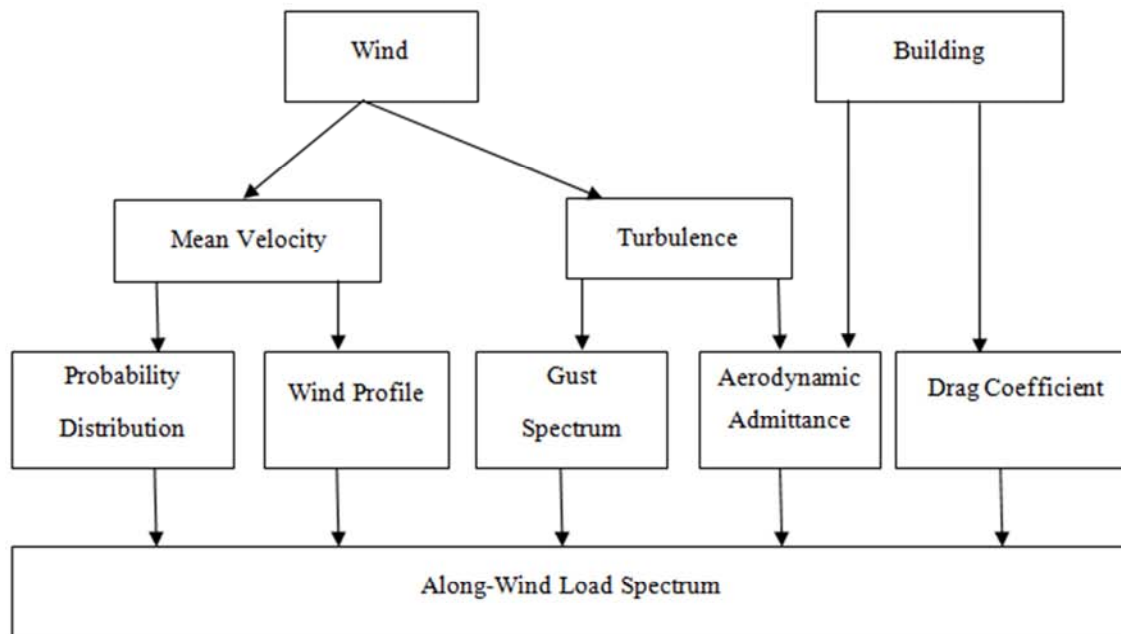 Wind
Building
Mean Velocity
Turbulence
Probability
Distribution
Wind Profile
Gust
Spectrum
Aerodynamic
Admittance
Drag Coefficient
Along-Wind Load Spectrum